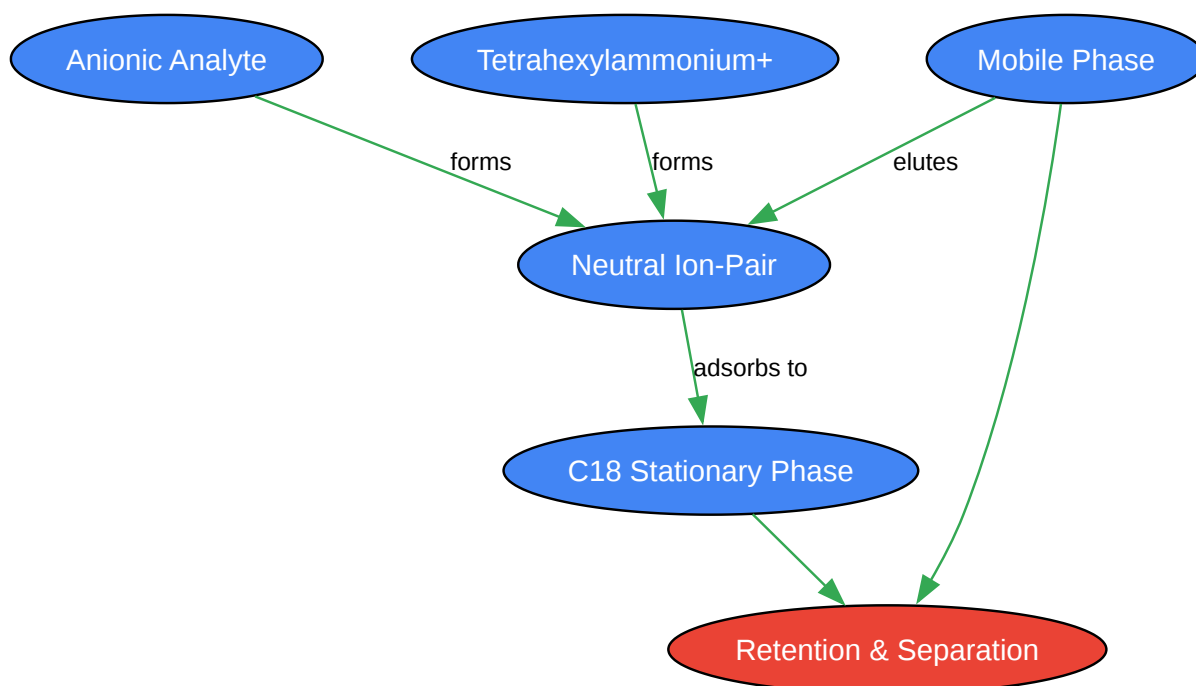 Anionic Analyte
Tetrahexylammonium+
Mobile Phase
forms
forms
elutes
Neutral Ion-Pair
adsorbs to
C18 Stationary Phase
Retention & Separation